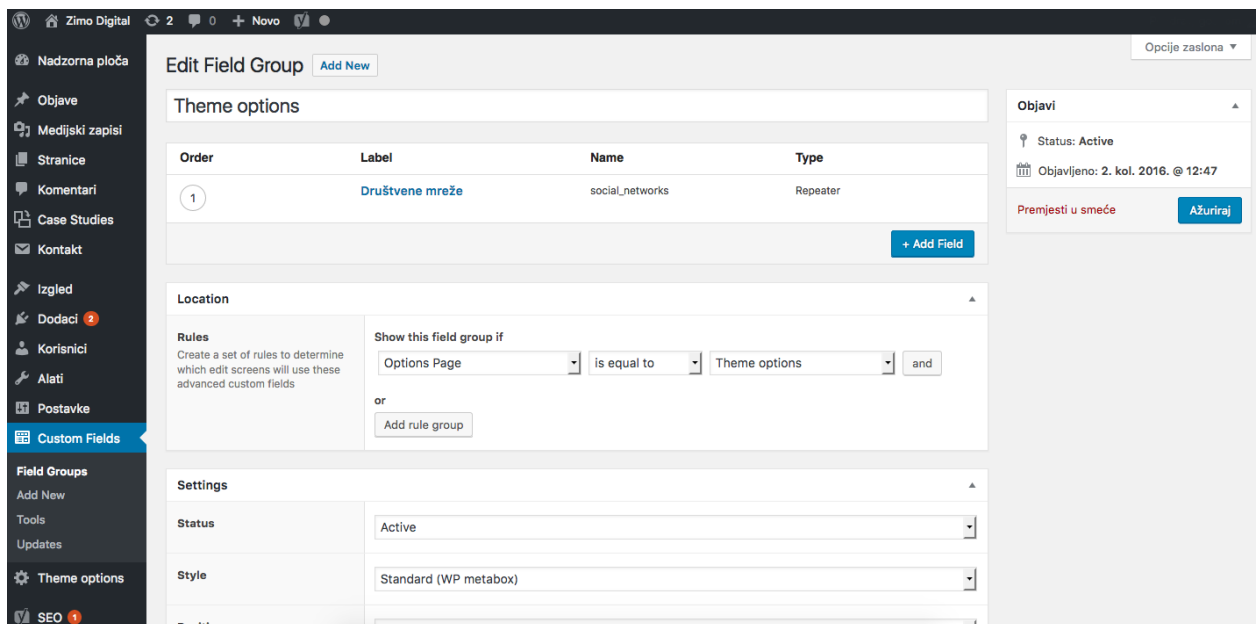 Zimo Digital 2 0 + Novo
Opcije zaslona
Nadzorna ploča
Objave
Medijski zapisi
Stranice
Komentari
Case Studies
Kontakt
Izgled
Dodaci 2
Korisnici
Alati
Postavke
Custom Fields
Field Groups
Add New
Tools
Updates
Theme options
SEO 1
Edit Field Group Add New
Theme options
Order Label Name Type
1 Društvene mreže social_networks Repeater
+ Add Field
Location
Rules
Create a set of rules to determine
which edit screens will use these
advanced custom fields
Show this field group if
Options Page is equal to Theme options and
or
Add rule group
Settings
Status Active
Style Standard (WP metabox)
Objavi
Status: Active
Objavljeno: 2. kol. 2016. @ 12:47
Premjesti u smeće Ažuriraj